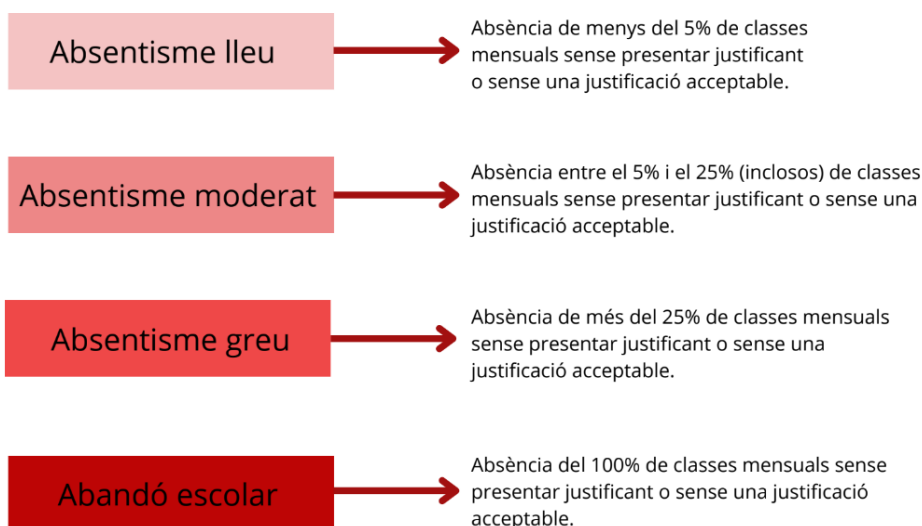 Absentisme lleu
Absència de menys del 5% de classes
mensuals sense presentar justificant
o sense una justificació acceptable.
Absentisme moderat
Absència entre el 5% i el 25% (inclosos) de classes
mensuals sense presentar justificant o sense una
justificació acceptable.
Absentisme greu
Absència de més del 25% de classes mensuals
sense presentar justificant o sense una
justificació acceptable.
Abandó escolar
Absència del 100% de classes mensuals sense
presentar justificant o sense una justificació
acceptable.